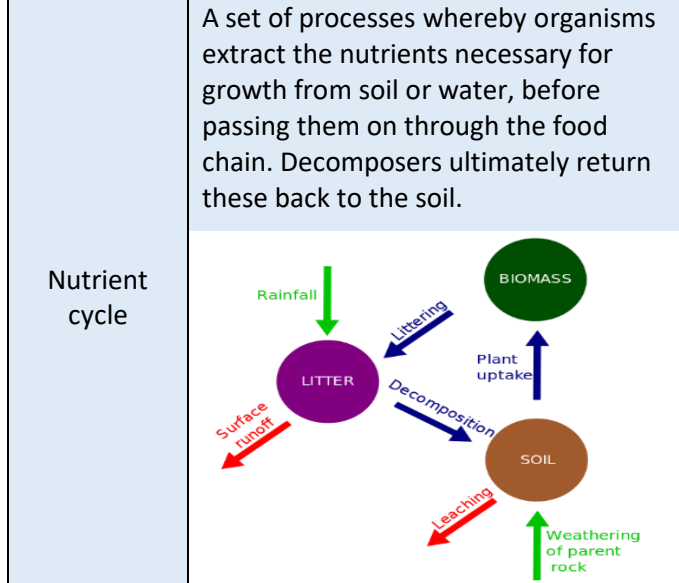 A set of processes whereby organisms
extract the nutrients necessary for
growth from soil or water, before
passing them on through the food
chain. Decomposers ultimately return
these back to the soil.
Nutrient
cycle
Rainfall
BIOMASS
Littering
LITTER
Plant
uptake
Decomposition
Surface
runoff
SOIL
Leaching
Weathering
of parent
rock